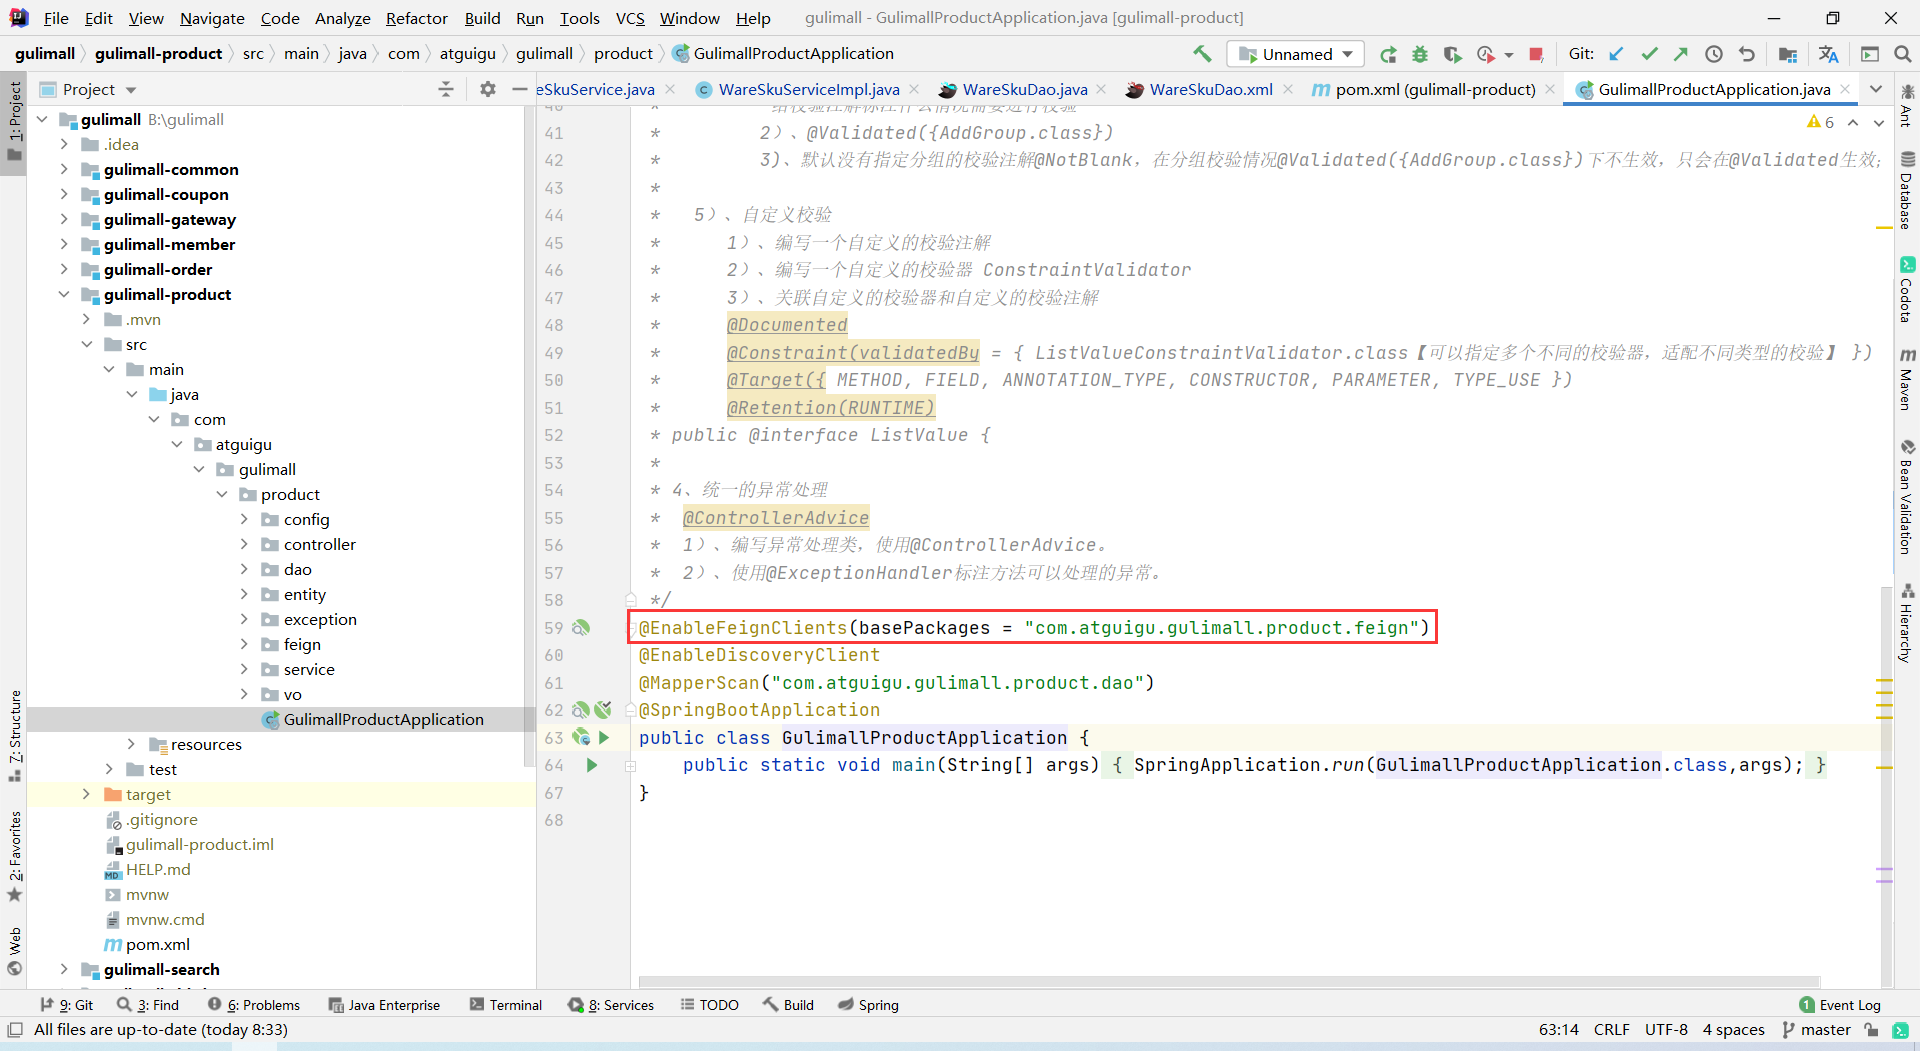 File Edit View Navigate Code Analyze Refactor Build Run Tools VCS Window Help gulimall - GulimallProductApplication.java [gulimall-product]
gulimall gulimall-product src main java com atguigu gulimall product GulimallProductApplication Unnamed Git:
1: Project
7: Structure
2: Favorites
Web
Project
gulimall B:\gulimall
.idea
gulimall-common
gulimall-coupon
gulimall-gateway
gulimall-member
gulimall-order
gulimall-product
.mvn
src
main
java
com
atguigu
gulimall
product
config
controller
dao
entity
exception
feign
service
vo
GulimallProductApplication
resources
test
target
.gitignore
gulimall-product.iml
HELP.md
mvnw
mvnw.cmd
pom.xml
gulimall-search
eSkuService.java WareSkuServiceImpl.java WareSkuDao.java WareSkuDao.xml pom.xml (gulimall-product) GulimallProductApplication.java
6
40 * 给校验注解标注什么情况需要进行校验
41 * 2）、@Validated({AddGroup.class})
42 * 3)、默认没有指定分组的校验注解@NotBlank，在分组校验情况@Validated({AddGroup.class})下不生效，只会在@Validated生效;
43 *
44 * 5）、自定义校验
45 * 1）、编写一个自定义的校验注解
46 * 2）、编写一个自定义的校验器 ConstraintValidator
47 * 3）、关联自定义的校验器和自定义的校验注解
48 * @Documented
49 * @Constraint(validatedBy = { ListValueConstraintValidator.class【可以指定多个不同的校验器，适配不同类型的校验】 })
50 * @Target({ METHOD, FIELD, ANNOTATION_TYPE, CONSTRUCTOR, PARAMETER, TYPE_USE })
51 * @Retention(RUNTIME)
52 * public @interface ListValue {
53 *
54 * 4、统一的异常处理
55 * @ControllerAdvice
56 * 1）、编写异常处理类，使用@ControllerAdvice。
57 * 2）、使用@ExceptionHandler标注方法可以处理的异常。
58 */
59 @EnableFeignClients(basePackages = "com.atguigu.gulimall.product.feign")
60 @EnableDiscoveryClient
61 @MapperScan("com.atguigu.gulimall.product.dao")
62 @SpringBootApplication
63 public class GulimallProductApplication {
64 public static void main(String[] args) { SpringApplication.run(GulimallProductApplication.class,args); }
67 }
68
Ant
Database
Codota
Maven
Bean Validation
Hierarchy
9: Git 3: Find 6: Problems Java Enterprise Terminal 8: Services TODO Build Spring 1 Event Log
All files are up-to-date (today 8:33) 63:14 CRLF UTF-8 4 spaces master